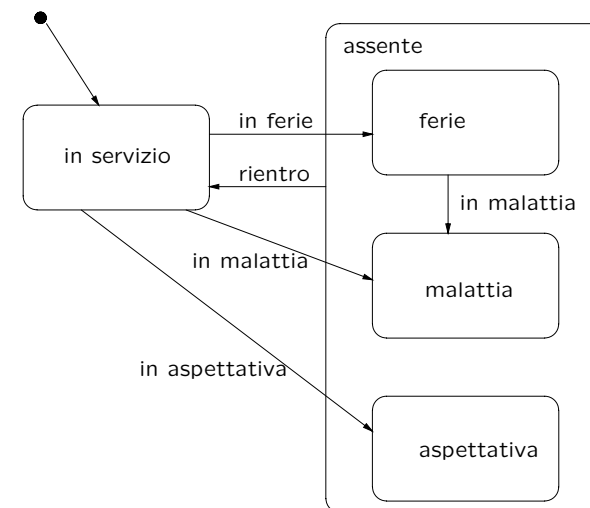 assente
in ferie
ferie
in servizio
rientro
in malattia
in malattia
malattia
in aspettativa
aspettativa